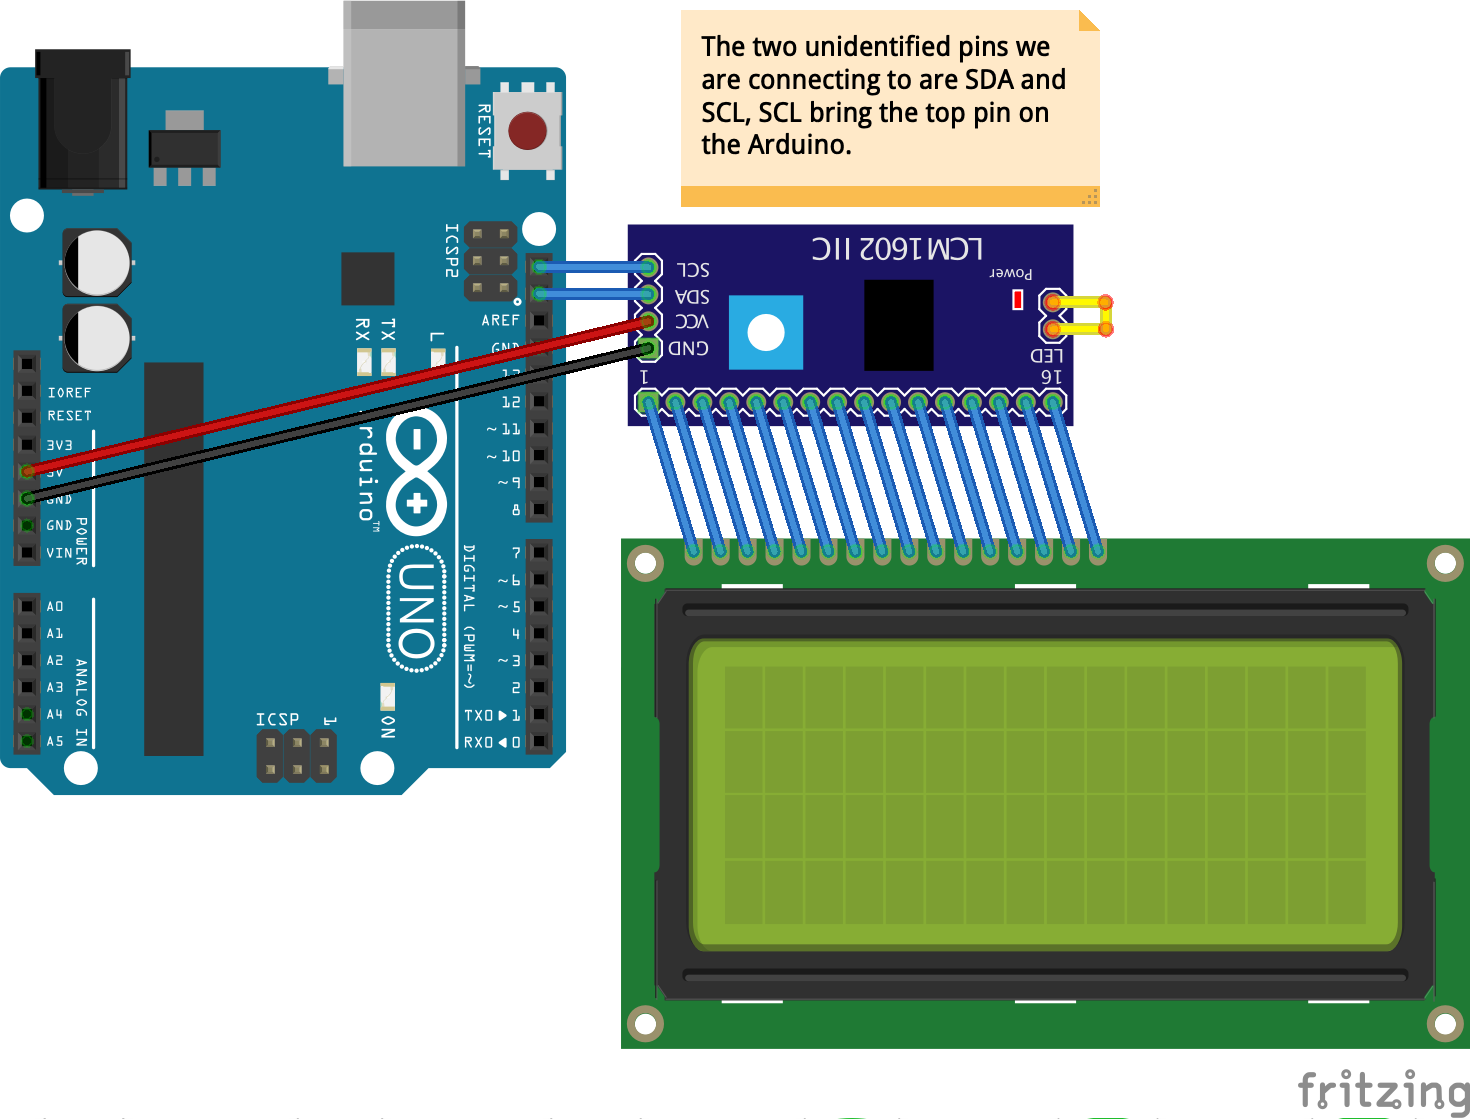 The two unidentified pins we
are connecting to are SDA and
SCL, SCL bring the top pin on
the Arduino.
RESET
ICSP2
LCM1602 IIC
SCL
SDA
VCC
GND
Power
LED
1
16
RX
TX
L
AREF
GND
13
12
~11
~10
~9
8
IOREF
RESET
3V3
5V
GND
GND
VIN
POWER
rduino™
UNO
DIGITAL (PWM=~)
7
~6
~5
4
~3
2
TX0▶1
RX0◀0
A0
A1
A2
A3
A4
A5
ANALOG IN
ICSP
1
ON
fritzing